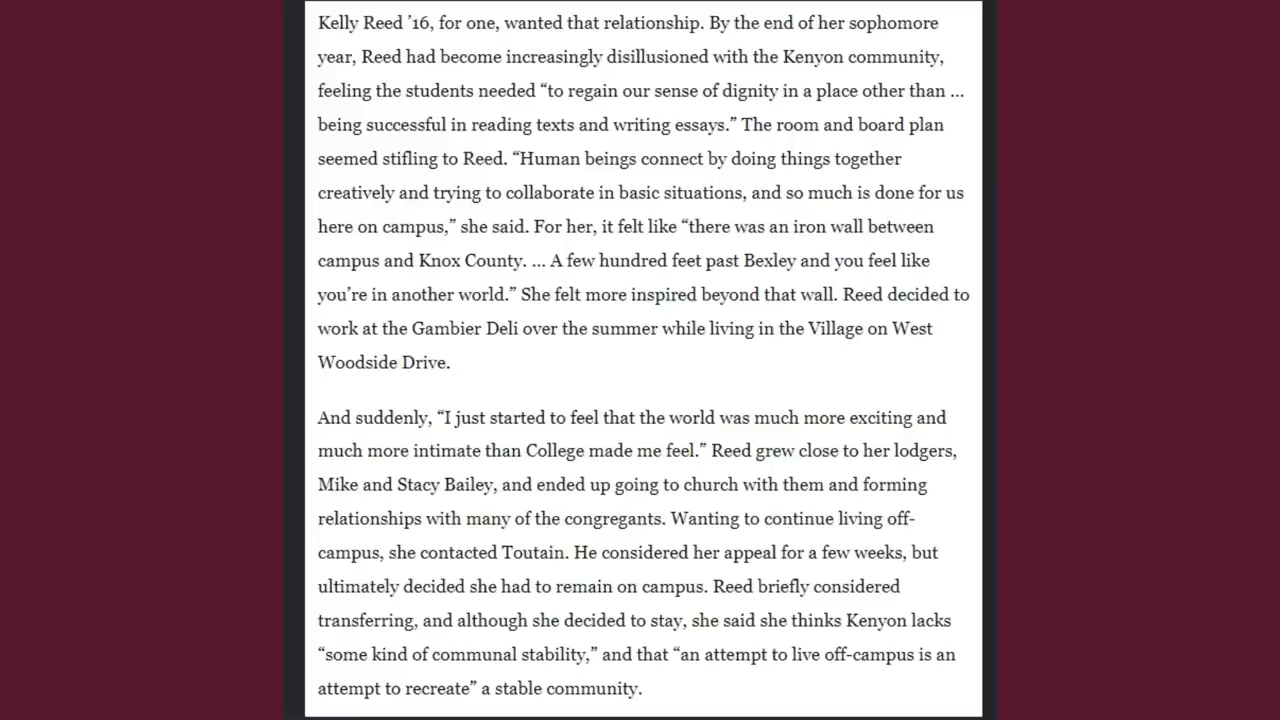 Kelly Reed ’16, for one, wanted that relationship. By the end of her sophomore
year, Reed had become increasingly disillusioned with the Kenyon community,
feeling the students needed “to regain our sense of dignity in a place other than …
being successful in reading texts and writing essays.” The room and board plan
seemed stifling to Reed. “Human beings connect by doing things together
creatively and trying to collaborate in basic situations, and so much is done for us
here on campus,” she said. For her, it felt like “there was an iron wall between
campus and Knox County. … A few hundred feet past Bexley and you feel like
you’re in another world.” She felt more inspired beyond that wall. Reed decided to
work at the Gambier Deli over the summer while living in the Village on West
Woodside Drive.
And suddenly, “I just started to feel that the world was much more exciting and
much more intimate than College made me feel.” Reed grew close to her lodgers,
Mike and Stacy Bailey, and ended up going to church with them and forming
relationships with many of the congregants. Wanting to continue living off-
campus, she contacted Toutain. He considered her appeal for a few weeks, but
ultimately decided she had to remain on campus. Reed briefly considered
transferring, and although she decided to stay, she said she thinks Kenyon lacks
“some kind of communal stability,” and that “an attempt to live off-campus is an
attempt to recreate” a stable community.